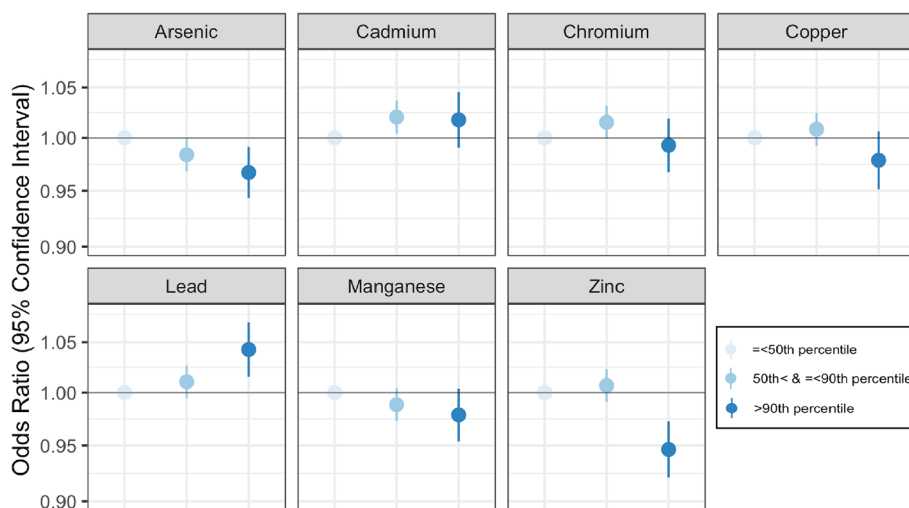 Arsenic
Cadmium
Chromium
Copper
Odds Ratio (95% Confidence Interval)
1.05
1.00
0.95
0.90
Lead
Manganese
Zinc
1.05
1.00
0.95
0.90
=<50th percentile
50th< & =<90th percentile
>90th percentile